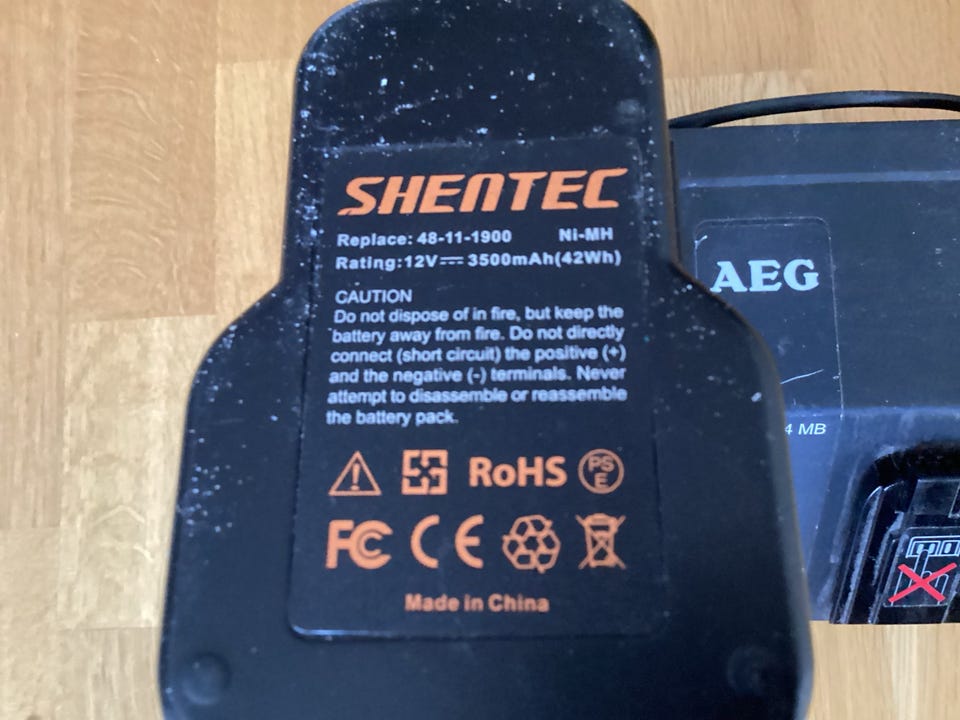 SHENTEC
Replace: 48-11-1900 Ni-MH
Rating:12V⎓3500mAh(42Wh)
CAUTION
Do not dispose of in fire, but keep the
battery away from fire. Do not directly
connect (short circuit) the positive (+)
and the negative (-) terminals. Never
attempt to disassemble or reassemble
the battery pack.
RoHS PS
E
FC CE
Made in China
AEG
4 MB